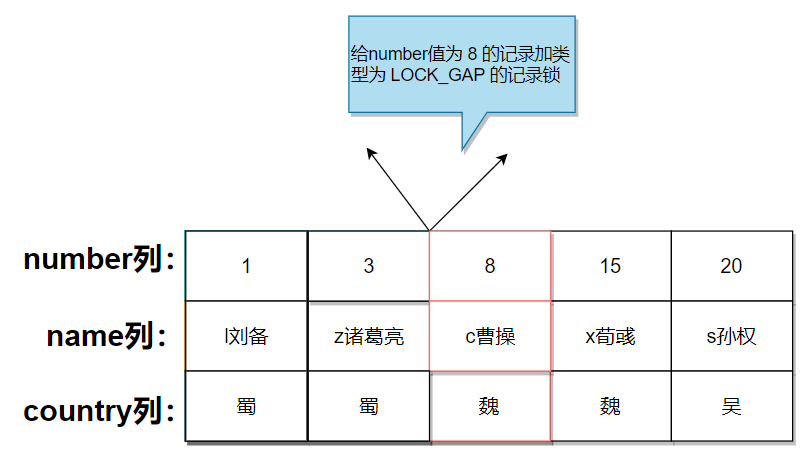 给number值为 8 的记录加类
型为 LOCK_GAP 的记录锁
number列： 1 3 8 15 20
name列： l刘备 z诸葛亮 c曹操 x荀彧 s孙权
country列： 蜀 蜀 魏 魏 吴